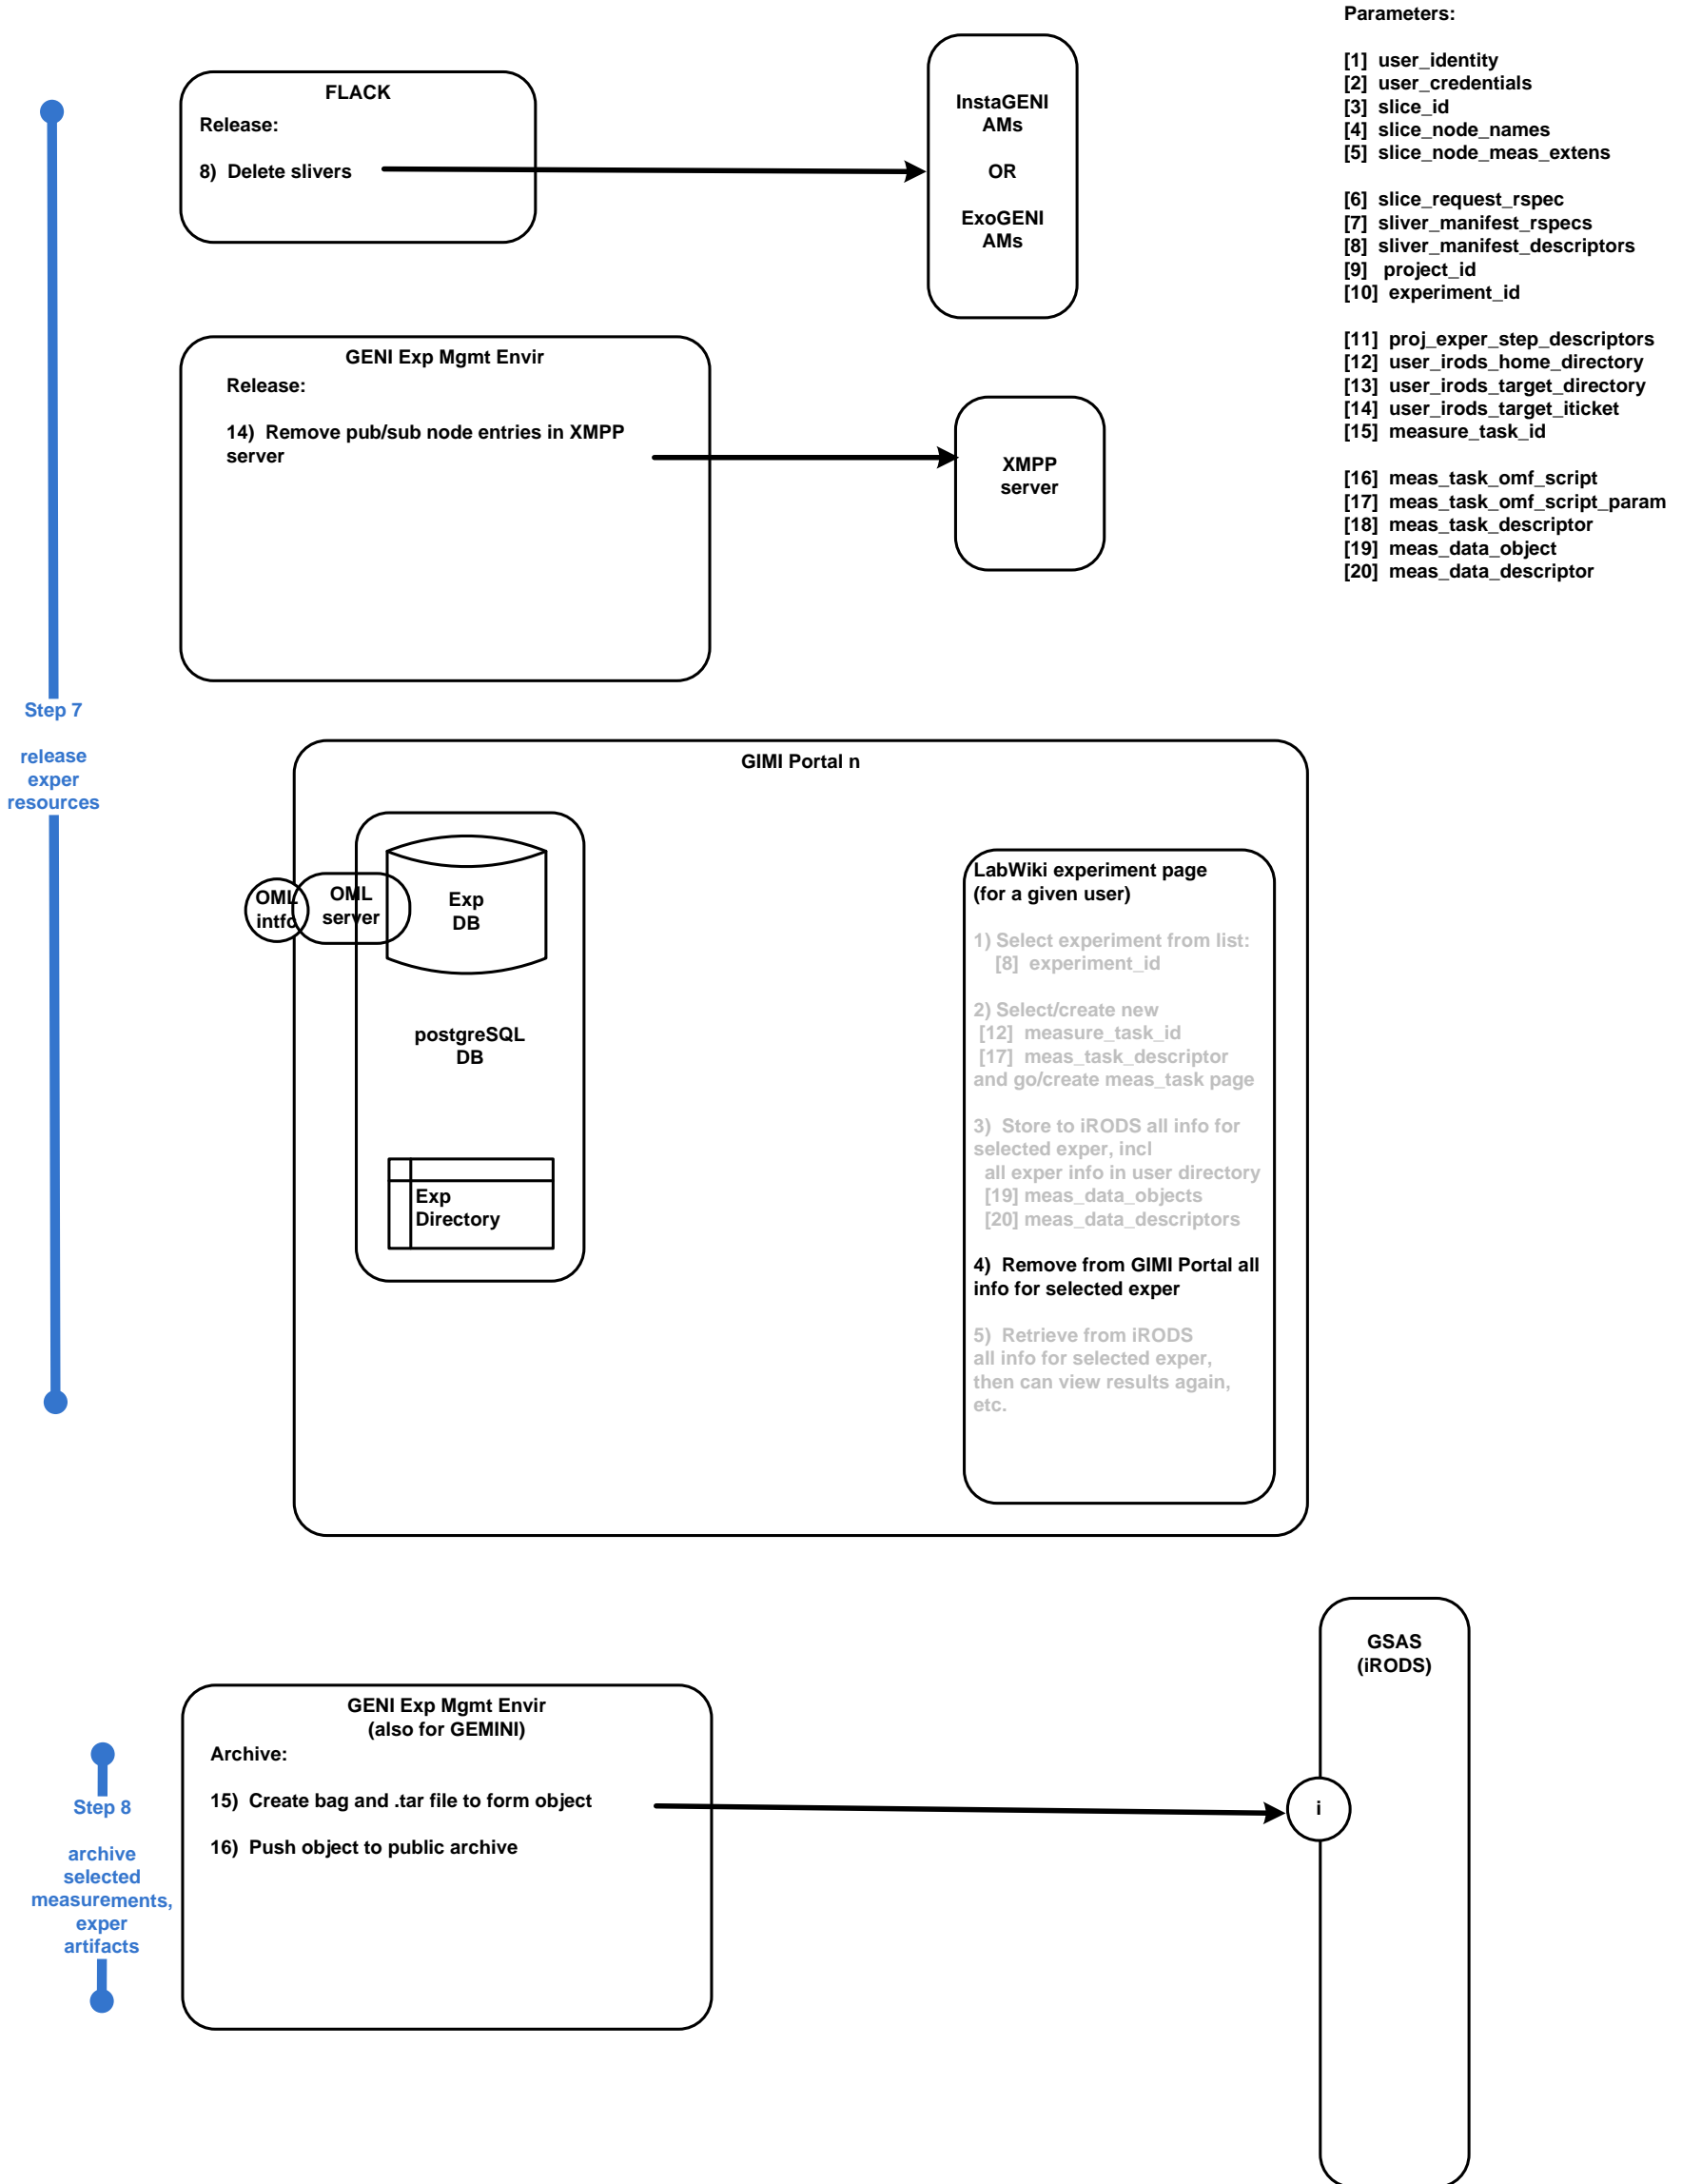 Parameters:
[1] user_identity
[2] user_credentials
[3] slice_id
[4] slice_node_names
[5] slice_node_meas_extens
[6] slice_request_rspec
[7] sliver_manifest_rspecs
[8] sliver_manifest_descriptors
[9] project_id
[10] experiment_id
[11] proj_exper_step_descriptors
[12] user_irods_home_directory
[13] user_irods_target_directory
[14] user_irods_target_iticket
[15] measure_task_id
[16] meas_task_omf_script
[17] meas_task_omf_script_param
[18] meas_task_descriptor
[19] meas_data_object
[20] meas_data_descriptor
FLACK
Release:
8) Delete slivers
InstaGENI
AMs
OR
ExoGENI
AMs
GENI Exp Mgmt Envir
Release:
14) Remove pub/sub node entries in XMPP
server
XMPP
server
Step 7
release
exper
resources
GIMI Portal n
OML
intfc
OML
server
Exp
DB
postgreSQL
DB
Exp
Directory
LabWiki experiment page
(for a given user)
1) Select experiment from list:
[8] experiment_id
2) Select/create new
[12] measure_task_id
[17] meas_task_descriptor
and go/create meas_task page
3) Store to iRODS all info for
selected exper, incl
all exper info in user directory
[19] meas_data_objects
[20] meas_data_descriptors
4) Remove from GIMI Portal all
info for selected exper
5) Retrieve from iRODS
all info for selected exper,
then can view results again,
etc.
GSAS
(iRODS)
i
GENI Exp Mgmt Envir
(also for GEMINI)
Archive:
15) Create bag and .tar file to form object
16) Push object to public archive
Step 8
archive
selected
measurements,
exper
artifacts